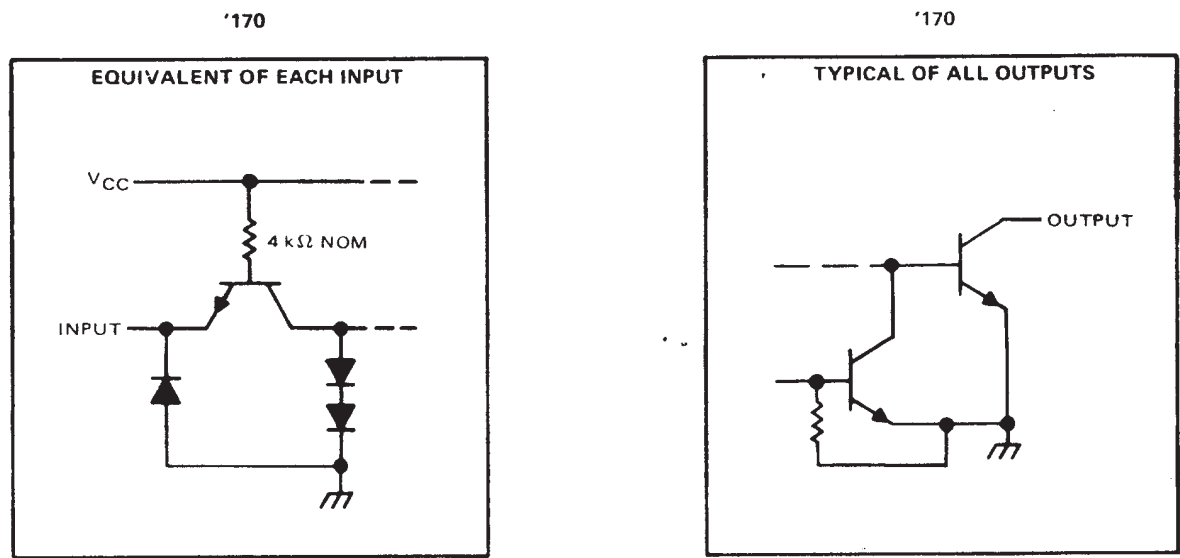 '170
EQUIVALENT OF EACH INPUT
VCC
4 kΩ NOM
INPUT
'170
TYPICAL OF ALL OUTPUTS
OUTPUT